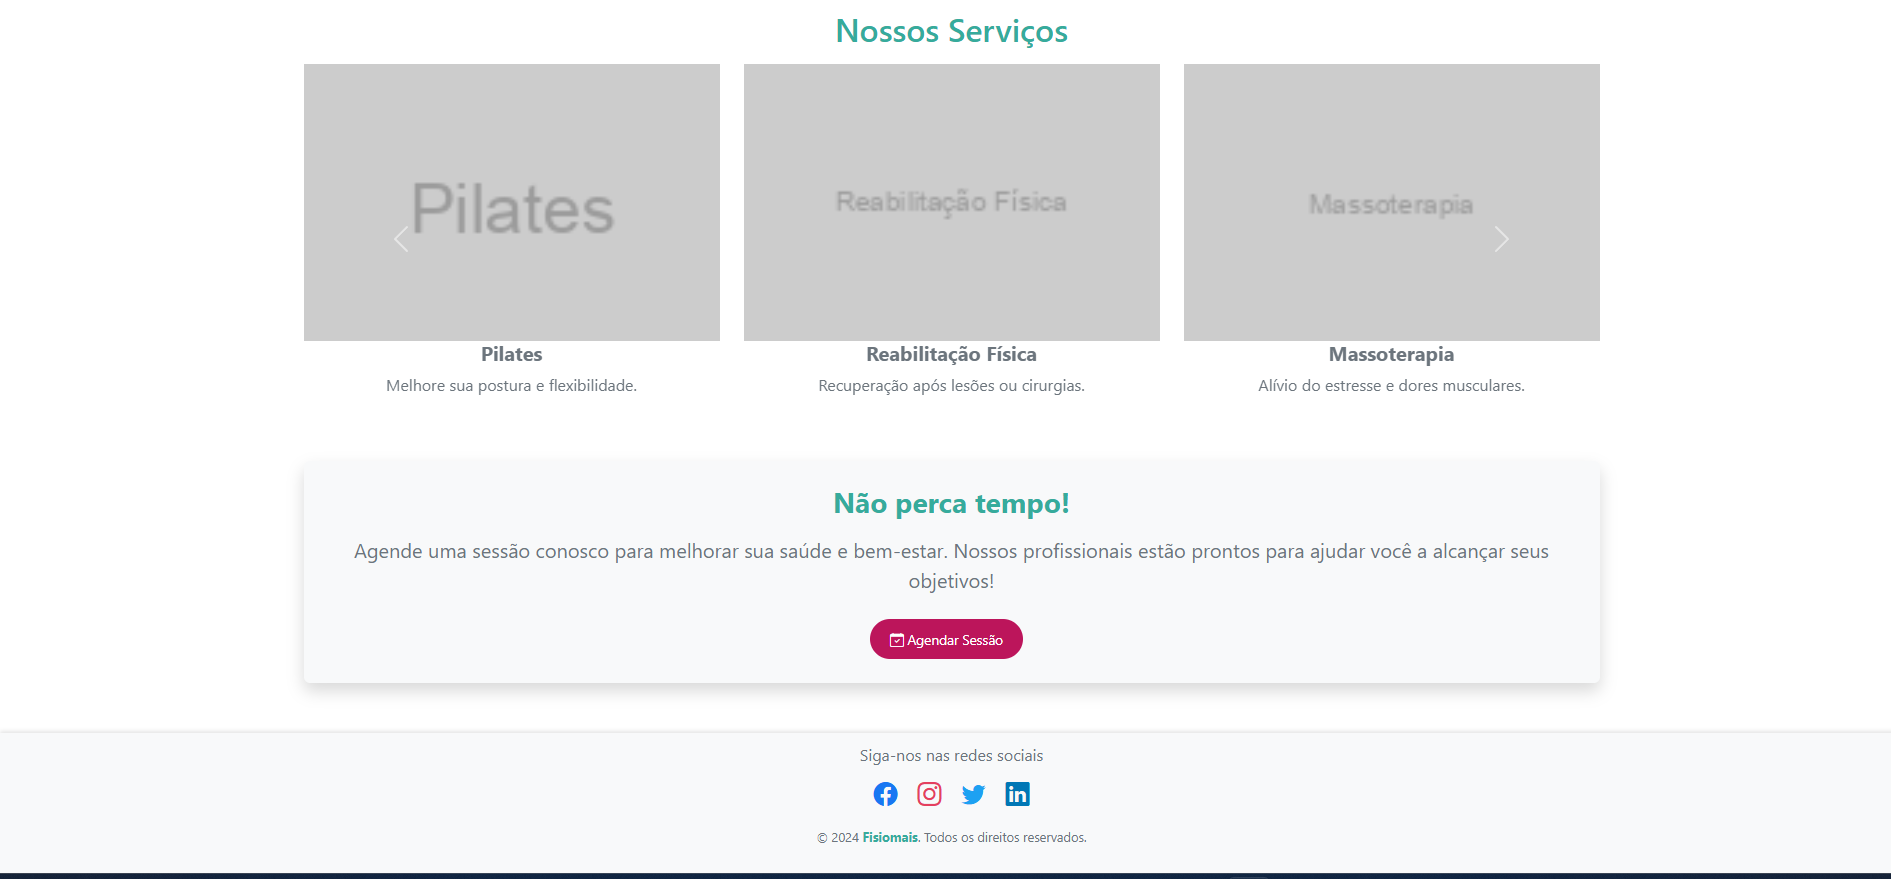 Nossos Serviços
Pilates
Reabilitação Física
Massoterapia
Pilates
Reabilitação Física
Massoterapia
Melhore sua postura e flexibilidade.
Recuperação após lesões ou cirurgias.
Alívio do estresse e dores musculares.
Não perca tempo!
Agende uma sessão conosco para melhorar sua saúde e bem-estar. Nossos profissionais estão prontos para ajudar você a alcançar seus
objetivos!
Agendar Sessão
Siga-nos nas redes sociais
© 2024 Fisiomais. Todos os direitos reservados.